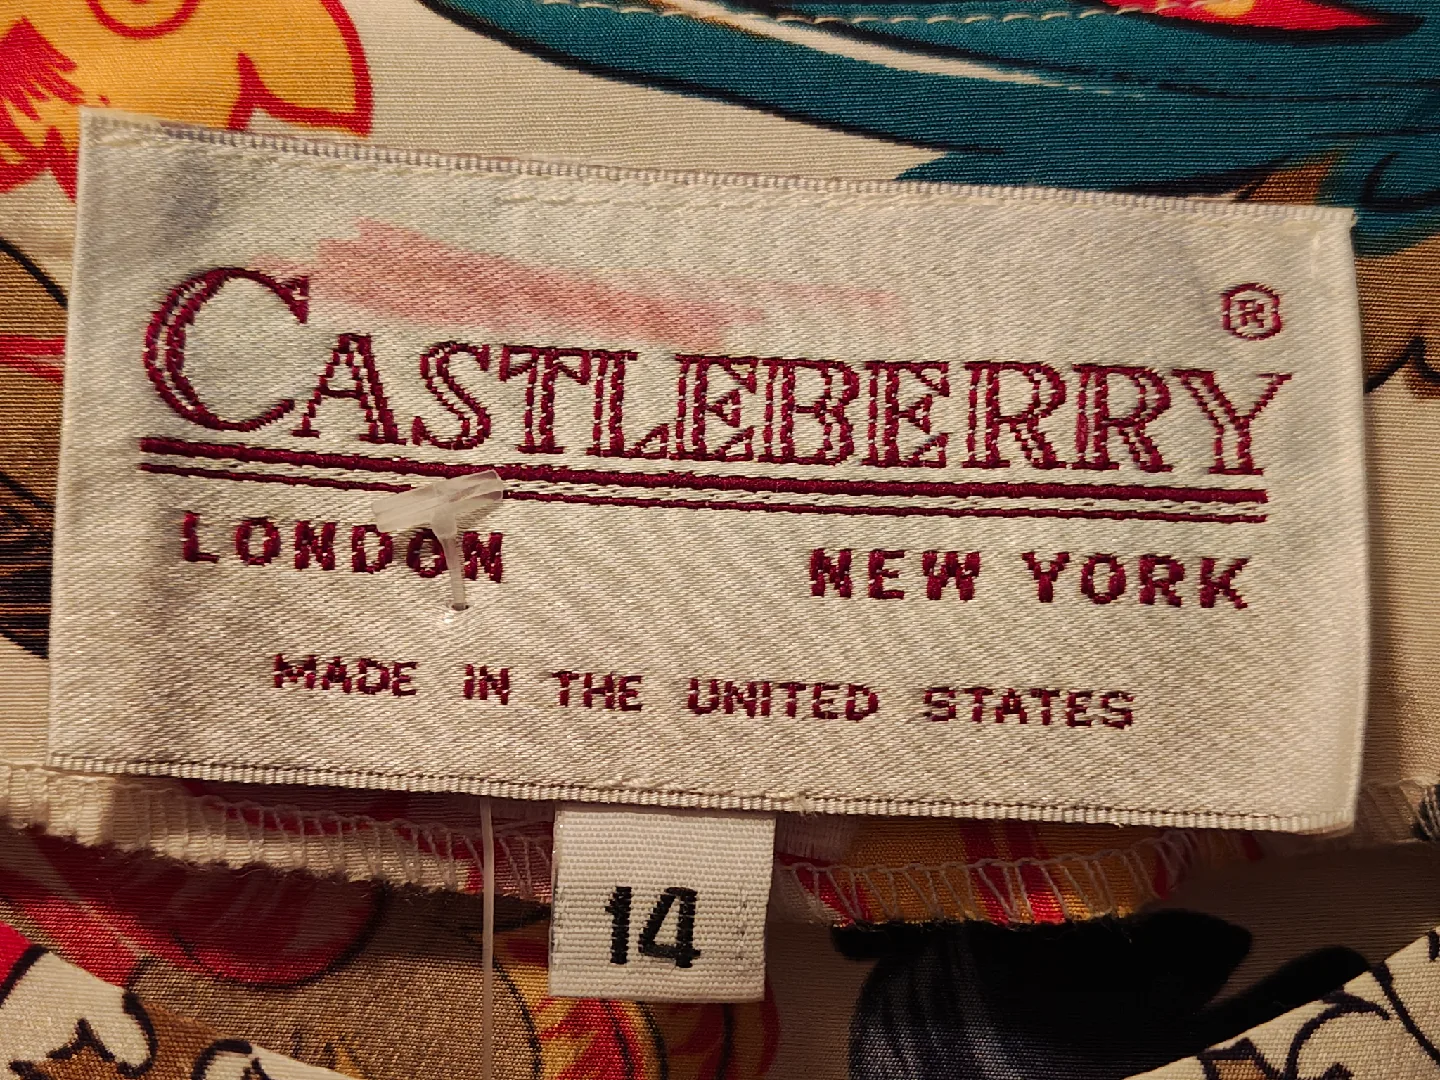 CASTLEBERRY®
LONDON NEW YORK
MADE IN THE UNITED STATES
14